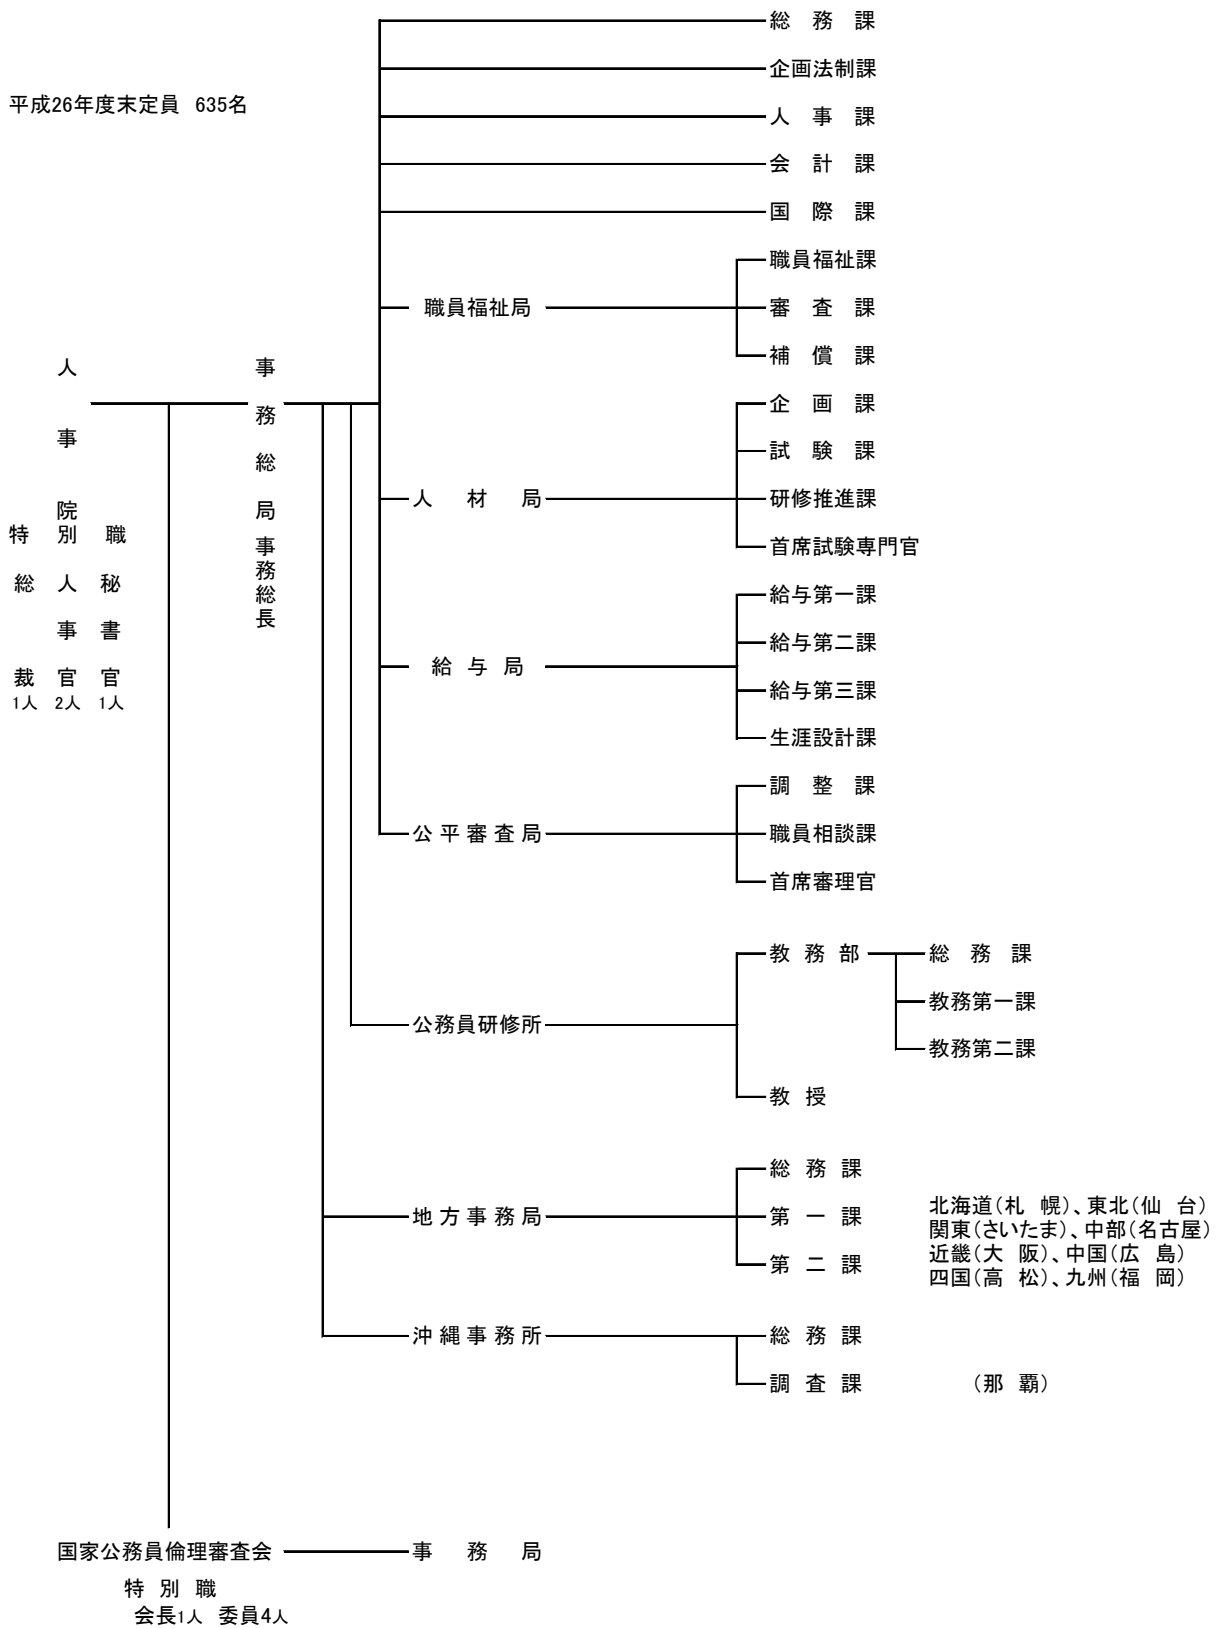 平成26年度末定員 635名
人事院
特別職
総裁 1人
人事官 2人
秘書官 1人
事務総局
事務総長
総務課
企画法制課
人事課
会計課
国際課
職員福祉局
職員福祉課
審査課
補償課
人材局
企画課
試験課
研修推進課
首席試験専門官
給与局
給与第一課
給与第二課
給与第三課
生涯設計課
公平審査局
調整課
職員相談課
首席審理官
公務員研修所
教務部
総務課
教務第一課
教務第二課
教授
地方事務局
総務課
第一課
第二課
北海道(札 幌)、東北(仙 台)
関東(さいたま)、中部(名古屋)
近畿(大 阪)、中国(広 島)
四国(高 松)、九州(福 岡)
沖縄事務所
総務課
調査課
(那 覇)
国家公務員倫理審査会
事務局
特別職
会長1人 委員4人